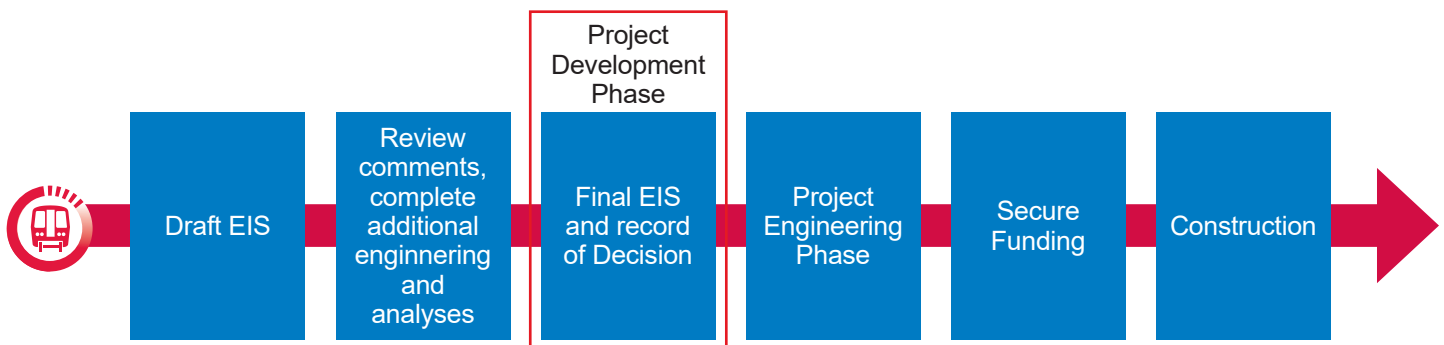 Project
Development
Phase
Draft EIS
Review
comments,
complete
additional
enginnering
and
analyses
Final EIS
and record
of Decision
Project
Engineering
Phase
Secure
Funding
Construction